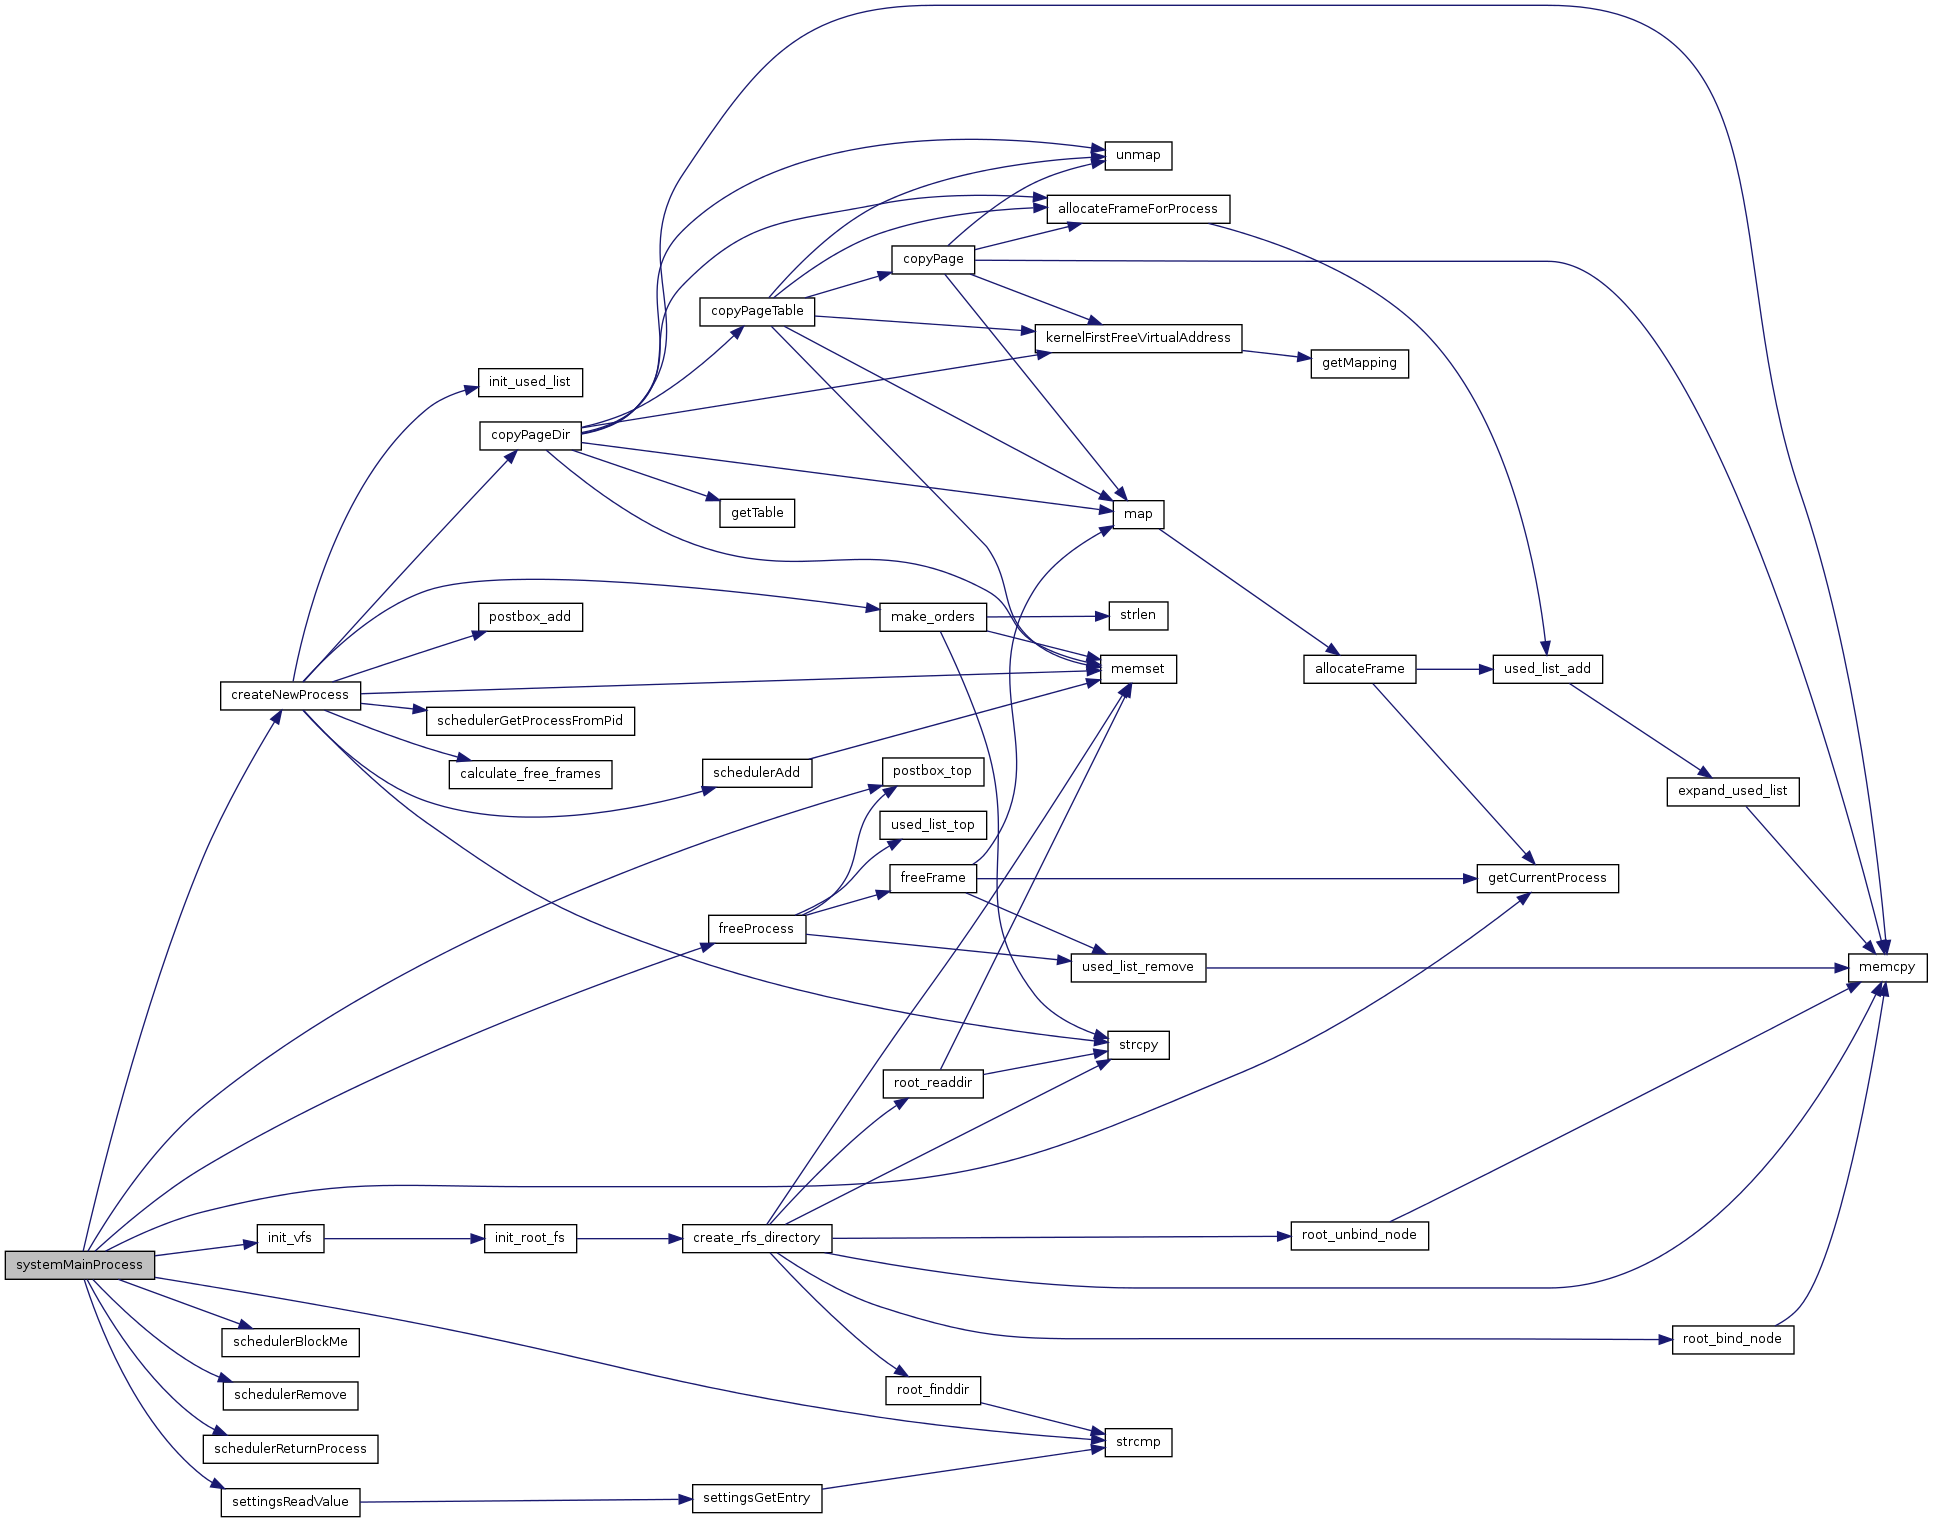 unmap
allocateFrameForProcess
copyPage
copyPageTable
kernelFirstFreeVirtualAddress
getMapping
init_used_list
copyPageDir
getTable
map
postbox_add
make_orders
strlen
memset
allocateFrame
used_list_add
createNewProcess
schedulerGetProcessFromPid
calculate_free_frames
schedulerAdd
postbox_top
expand_used_list
used_list_top
freeFrame
getCurrentProcess
freeProcess
used_list_remove
memcpy
strcpy
root_readdir
init_vfs
init_root_fs
create_rfs_directory
root_unbind_node
systemMainProcess
schedulerBlockMe
root_bind_node
schedulerRemove
root_finddir
schedulerReturnProcess
strcmp
settingsReadValue
settingsGetEntry